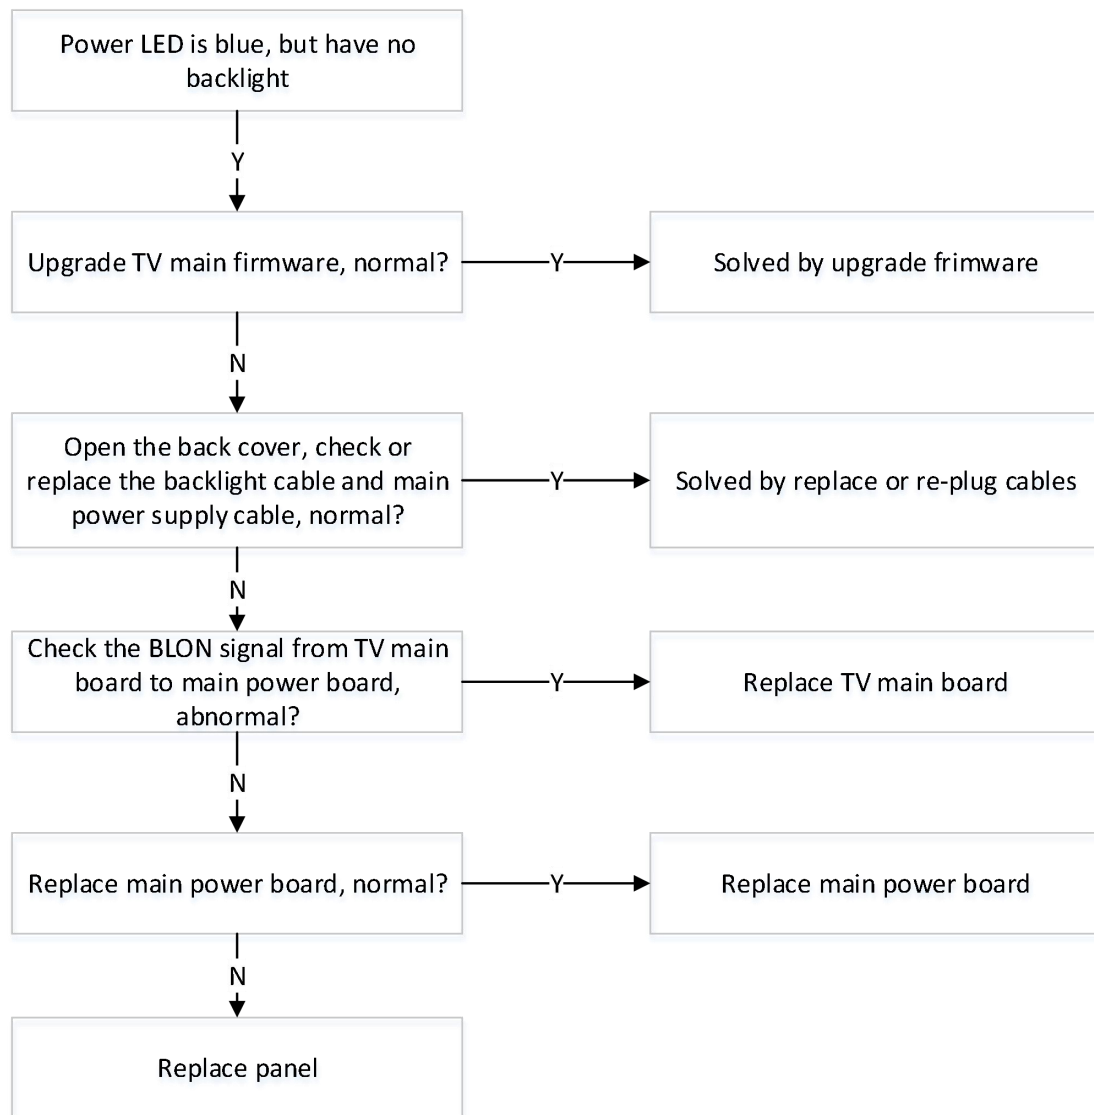 Power LED is blue, but have no
backlight
Y
Upgrade TV main firmware, normal?
Y
Solved by upgrade frimware
N
Open the back cover, check or
replace the backlight cable and main
power supply cable, normal?
Y
Solved by replace or re-plug cables
N
Check the BLON signal from TV main
board to main power board,
abnormal?
Y
Replace TV main board
N
Replace main power board, normal?
Y
Replace main power board
N
Replace panel